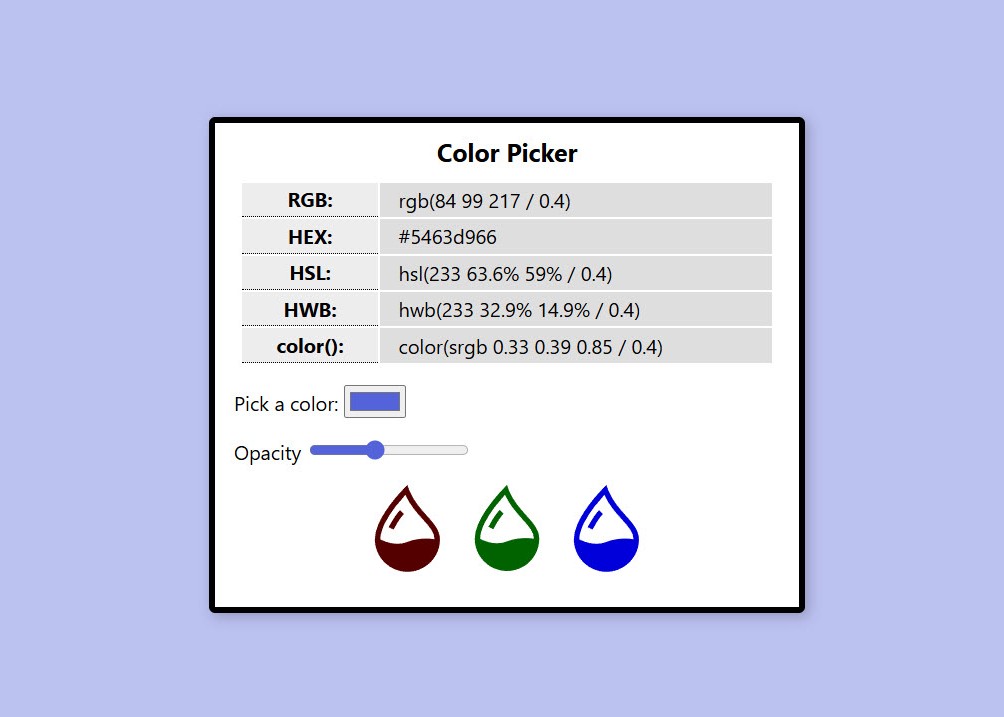 Color Picker
RGB: rgb(84 99 217 / 0.4)
HEX: #5463d966
HSL: hsl(233 63.6% 59% / 0.4)
HWB: hwb(233 32.9% 14.9% / 0.4)
color(): color(srgb 0.33 0.39 0.85 / 0.4)
Pick a color:
Opacity